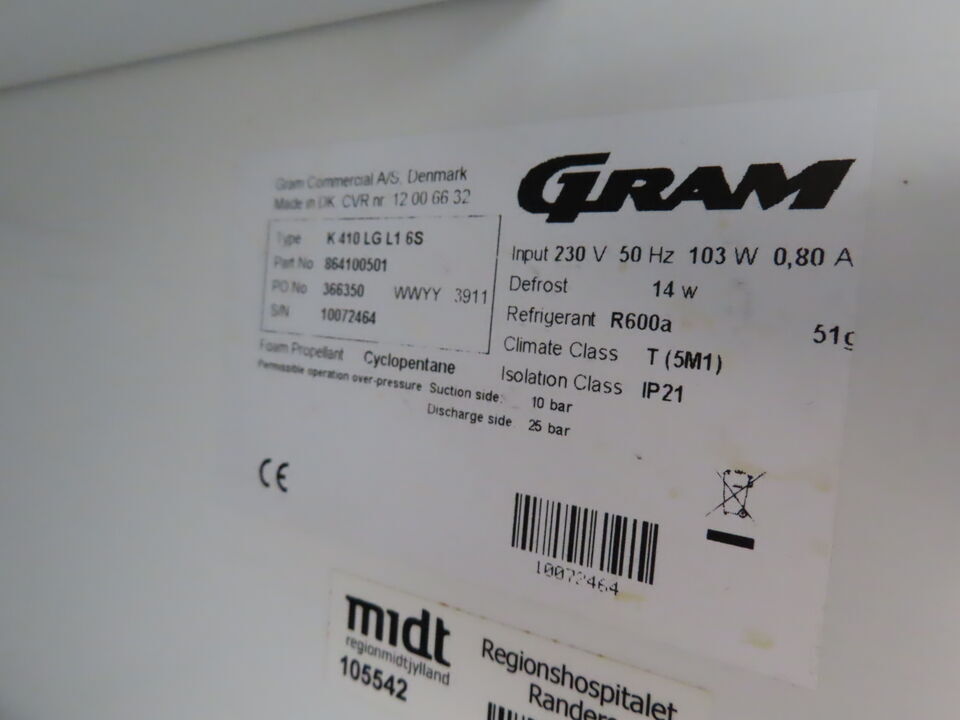 Gram Commercial A/S, Denmark
Made in DK CVR nr 12 00 66 32
Type K 410 LG L1 6S
Part No 864100501
PO No 366350 WWYY 3911
S/N 10072464
Foam Propellant Cyclopentane
Permissible operation over-pressure Suction side: 10 bar
Discharge side. 25 bar
GRAM
Input 230 V 50 Hz 103 W 0,80 A
Defrost 14 W
Refrigerant R600a 51g
Climate Class T (5M1)
Isolation Class IP21
CE
10072464
midt
regionmidtjylland
105542
Regionshospitalet
Randers